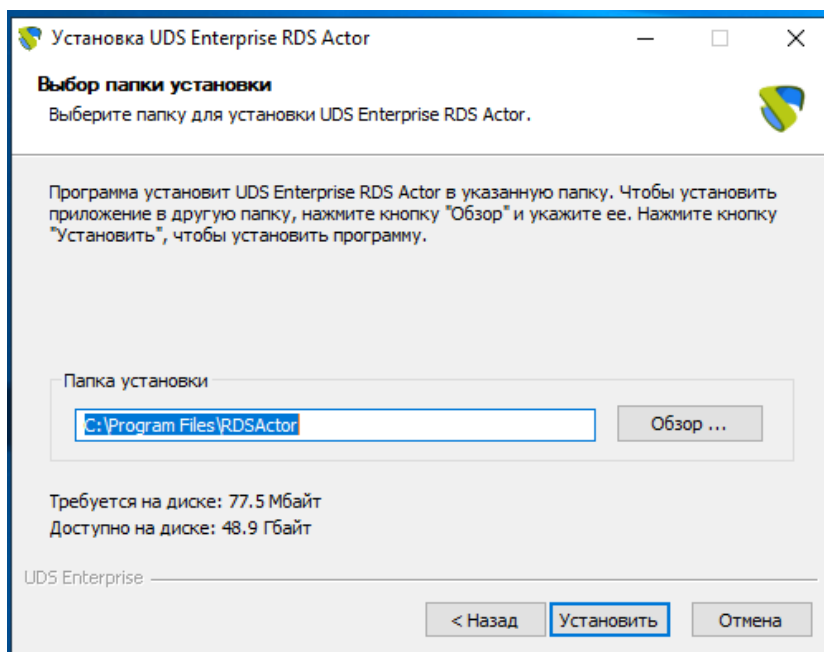 Установка UDS Enterprise RDS Actor
Выбор папки установки
Выберите папку для установки UDS Enterprise RDS Actor.
Программа установит UDS Enterprise RDS Actor в указанную папку. Чтобы установить
приложение в другую папку, нажмите кнопку "Обзор" и укажите ее. Нажмите кнопку
"Установить", чтобы установить программу.
Папка установки
C:\Program Files\RDSActor
Обзор ...
Требуется на диске: 77.5 Мбайт
Доступно на диске: 48.9 Гбайт
UDS Enterprise
< Назад
Установить
Отмена